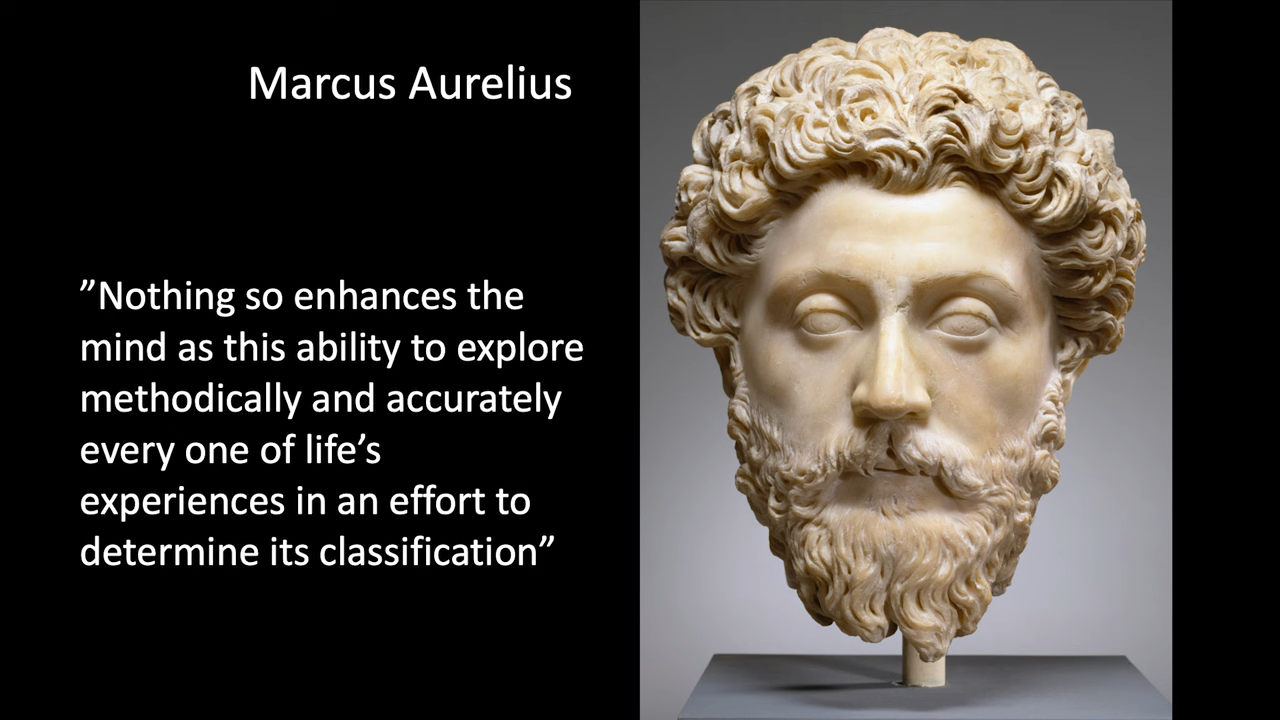 Marcus Aurelius
”Nothing so enhances the
mind as this ability to explore
methodically and accurately
every one of life’s
experiences in an effort to
determine its classification”